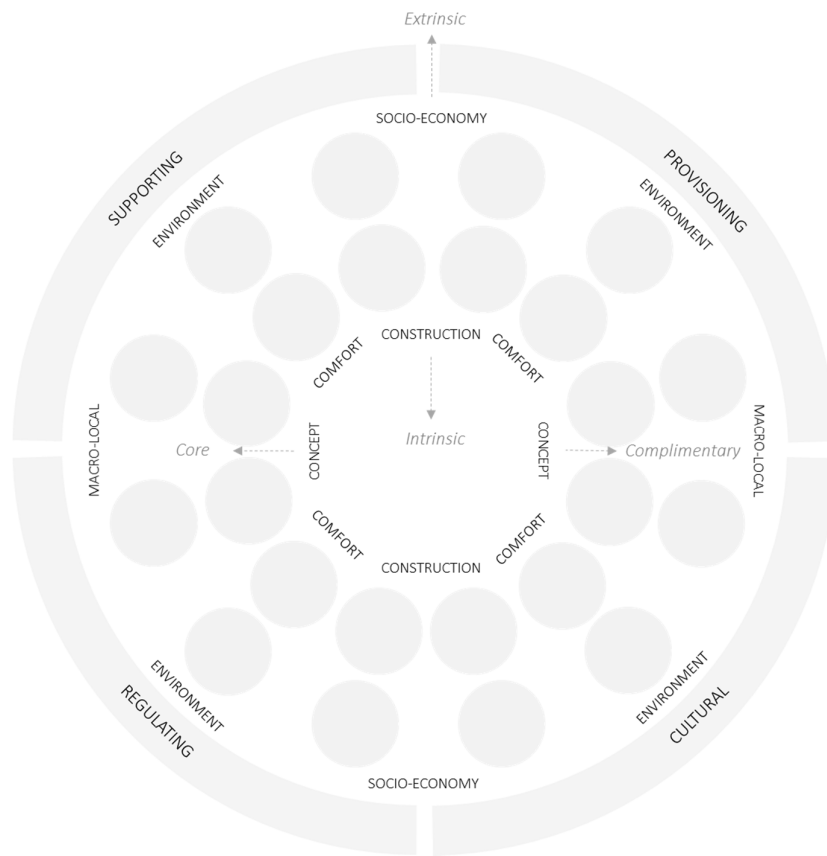 Extrinsic
SOCIO-ECONOMY
SUPPORTING
PROVISIONING
ENVIRONMENT
ENVIRONMENT
CONSTRUCTION
COMFORT
COMFORT
MACRO-LOCAL
Core
CONCEPT
Intrinsic
CONCEPT
Complimentary
MACRO-LOCAL
COMFORT
COMFORT
CONSTRUCTION
ENVIRONMENT
ENVIRONMENT
REGULATING
CULTURAL
SOCIO-ECONOMY